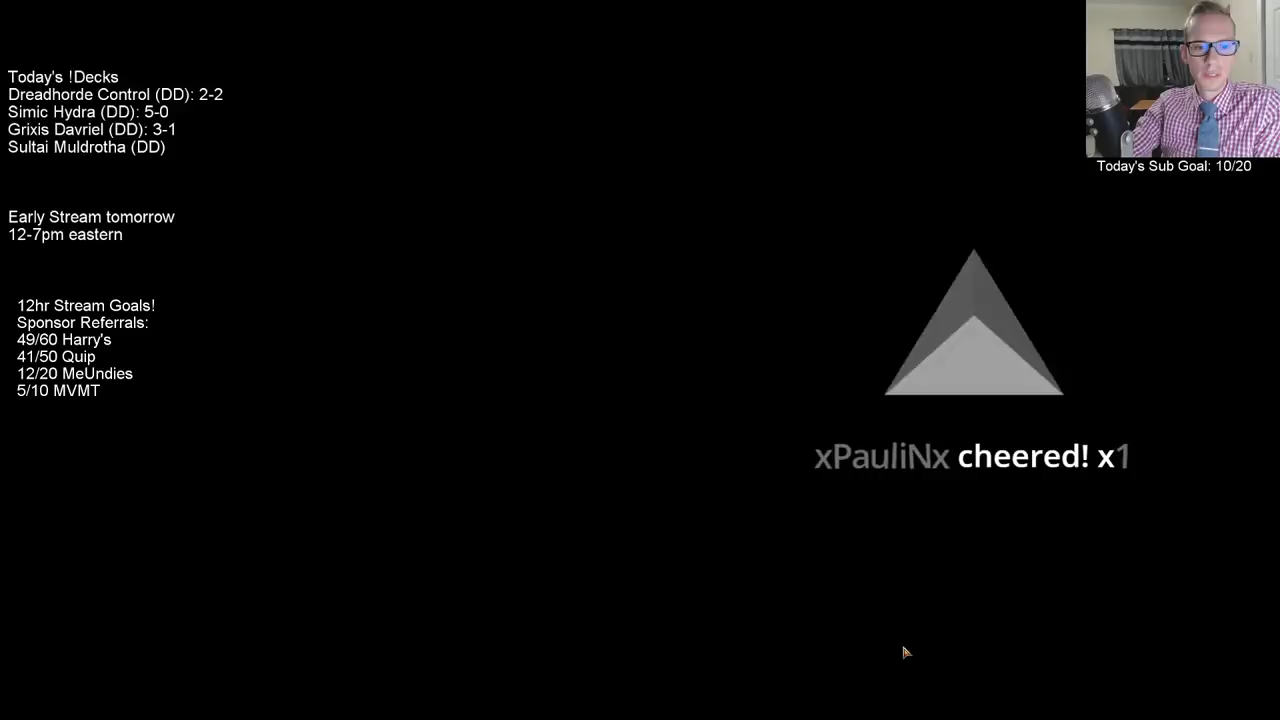 Today's !Decks
Dreadhorde Control (DD): 2-2
Simic Hydra (DD): 5-0
Grixis Davriel (DD): 3-1
Sultai Muldrotha (DD)
Early Stream tomorrow
12-7pm eastern
12hr Stream Goals!
Sponsor Referrals:
49/60 Harry's
41/50 Quip
12/20 MeUndies
5/10 MVMT
Today's Sub Goal: 10/20
xPauliNx cheered! x1